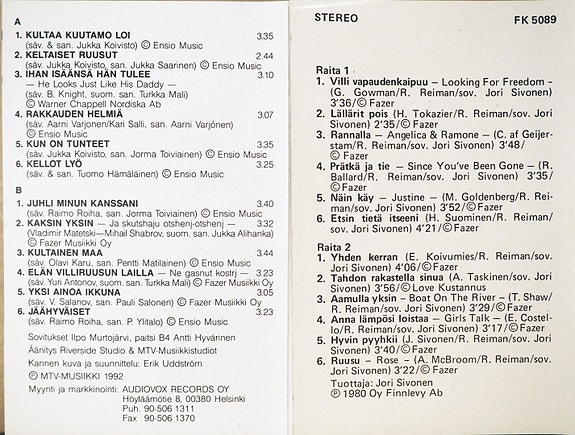 A
1. KULTAA KUUTAMO LOI 3.35
(säv. & san. Jukka Koivisto) Ⓒ Ensio Music
2. KELTAISET RUUSUT 2.44
(säv. Jukka Koivisto, san. Jukka Saarinen) Ⓒ Ensio Music
3. IHAN ISÄÄNSÄ HÄN TULEE 3.10
— He Looks Just Like His Daddy —
(säv. B. Knight, suom. san. Turkka Mali)
Ⓒ Warner Chappell Nordiska Ab
4. RAKKAUDEN HELMIÄ 3.07
(säv. Aarni Varjonen/Kari Salli, san. Aarni Varjónen)
Ⓒ Ensio Music
5. KUN ON TUNTEET 3.35
(säv. Jukka Koivisto, san. Jorma Toiviainen) Ⓒ Ensio Music
6. KELLOT LYÖ 3.25
(säv. & san. Tuomo Hämäläinen) Ⓒ Ensio Music
B
1. JUHLI MINUN KANSSANI 3.40
(säv. Raimo Roiha, san. Jorma Toiviainen) Ⓒ Ensio Music
2. KAKSIN YKSIN — Ja skutshaju otshenj-otshenj — 3.32
(Vladimir Matetski—Mihail Shabrov, suom. san. Jukka Alihanka)
Ⓒ Fazer Musiikki Oy
3. KULTAINEN MAA 3.44
(säv. Olavi Karu, san. Pentti Matilainen) Ⓒ Ensio Music
4. ELÄN VILLIRUUSUN LAILLA — Ne gasnut kostrj — 3.23
(säv. Yuri Antonov, suom. san. Turkka Mali) Ⓒ Fazer Musiikki Oy
5. YKSI AINOA IKKUNA 3.05
(säv. V. Salanov, san. Pauli Salonen) Ⓒ Fazer Musiikki Oy
6. JÄÄHYVÄISET 3.23
(säv. Raimo Roiha, san. P. Ylitalo) Ⓒ Ensio Music
Sovitukset Ilpo Murtojärvi, paitsi B4 Antti Hyvärinen
Äänitys Riverside Studio & MTV-Musiikkistudiot
Kannen kuva ja suunnittelu: Erik Uddström
Ⓟ MTV-MUSIIKKI 1992
Myynti ja markkinointi: AUDIOVOX RECORDS OY
Höyläämötie 8, 00380 Helsinki
Puh. 90-506 1311
Fax 90-506 1370
STEREO FK 5089
Raita 1
1. Villi vapaudenkaipuu – Looking For Freedom –
(G. Gowman/R. Reiman/sov. Jori Sivonen)
3’36/Ⓒ Fazer
2. Lällärit pois (H. Tokazier/R. Reiman/sov. Jori
Sivonen) 2’35/Ⓒ Fazer
3. Rannalla – Angelica & Ramone – (C. af Geijer-
stam/R. Reiman/sov. Jori Sivonen) 3’48/
Ⓒ Fazer
4. Prätkä ja tie – Since You’ve Been Gone – (R.
Ballard/R. Reiman/sov. Jori Sivonen) 3’35/
Ⓒ Fazer
5. Näin käy – Justine – (M. Goldenberg/R. Rei-
man/sov. Jori Sivonen) 3’52/Ⓒ Fazer
6. Etsin tietä itseeni (H. Suominen/R. Reiman/
sov. Jori Sivonen) 4’21/Ⓒ Fazer
Raita 2
1. Yhden kerran (E. Koivumies/R. Reiman/sov.
Jori Sivonen) 4’06/Ⓒ Fazer
2. Tahdon rakastella sinua (A. Taskinen/sov. Jori
Sivonen) 3’56/Ⓒ Love Kustannus
3. Aamulla yksin – Boat On The River – (T. Shaw/
R. Reiman/sov. Jori Sivonen) 3’29/Ⓒ Fazer
4. Anna lämpösi loistaa – Girls Talk – (E. Costel-
lo/R. Reiman/sov. Jori Sivonen) 3’17/Ⓒ Fazer
5. Hyvin pyyhkii (J. Sivonen/R. Reiman/sov. Jori
Sivonen) 3’40/Ⓒ Fazer
6. Ruusu – Rose – (A. McBroom/R. Reiman/sov.
Jori Sivonen) 3’22/Ⓒ Fazer
Tuottaja: Jori Sivonen
Ⓟ 1980 Oy Finnlevy Ab